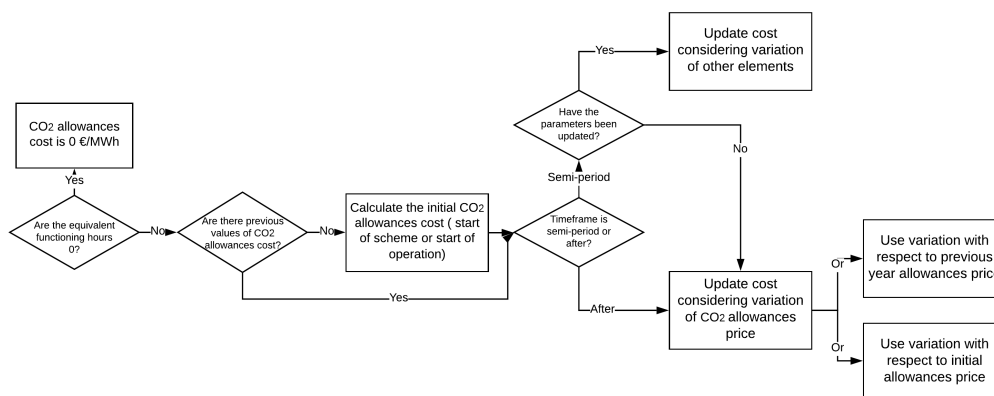 CO2 allowances
cost is 0 €/MWh
Yes
Are the equivalent
functioning hours
0?
No
Are there previous
values of CO2
allowances cost?
No
Yes
Calculate the initial CO2
allowances cost ( start
of scheme or start of
operation)
Timeframe is
semi-period or
after?
Semi-period
After
Have the
parameters been
updated?
Yes
No
Update cost
considering variation
of other elements
Update cost
considering variation
of CO2 allowances
price
Or
Or
Use variation with
respect to previous
year allowances price
Use variation with
respect to initial
allowances price